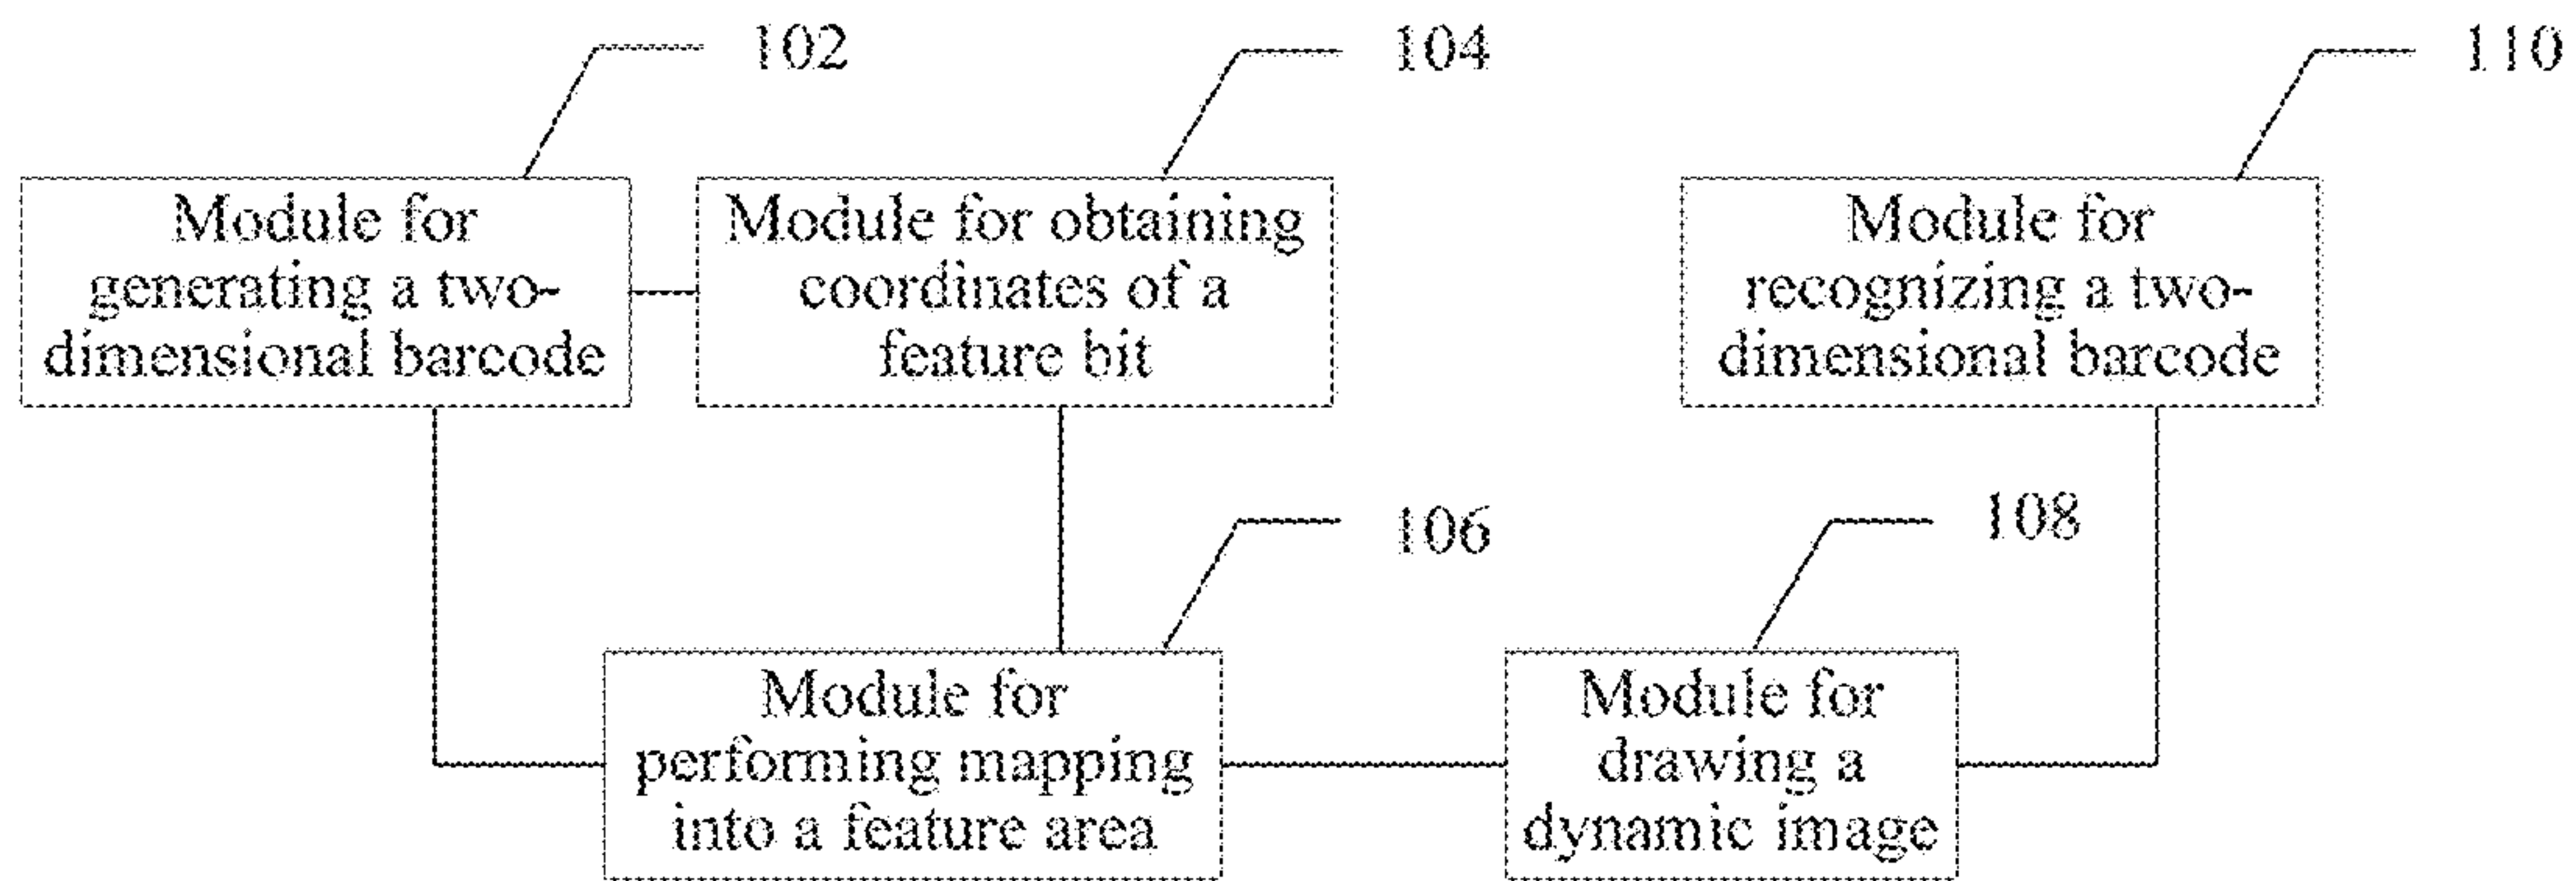 102
104
110
Module for
generating a two-
dimensional barcode
Module for obtaining
coordinates of a
feature bit
Module for
recognizing a two-
dimensional barcode
106
108
Module for
performing mapping
into a feature area
Module for
drawing a
dynamic image